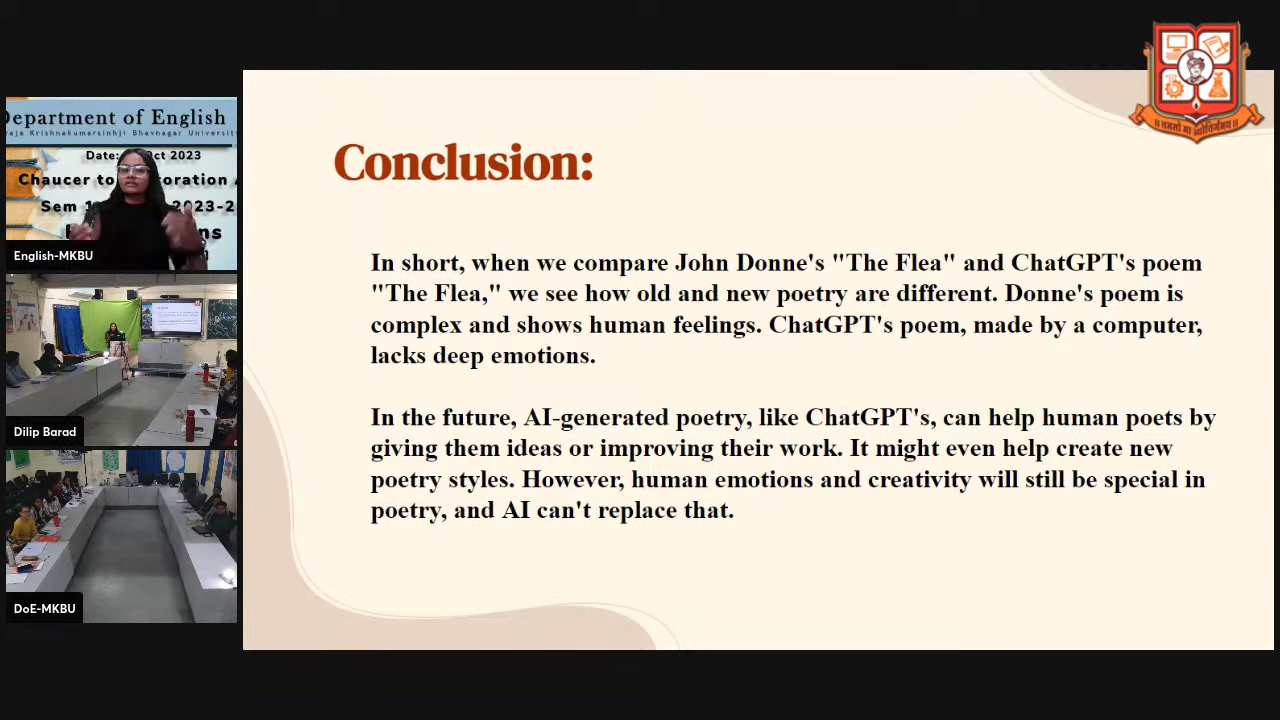 Department of English
Krishnakumarsinhji Bhavnagar University
Date: Oct 2023
Chaucer to
Sem 1
English-MKBU
Dilip Barad
DoE-MKBU
Conclusion:
In short, when we compare John Donne's "The Flea" and ChatGPT's poem
"The Flea," we see how old and new poetry are different. Donne's poem is
complex and shows human feelings. ChatGPT's poem, made by a computer,
lacks deep emotions.
In the future, AI-generated poetry, like ChatGPT's, can help human poets by
giving them ideas or improving their work. It might even help create new
poetry styles. However, human emotions and creativity will still be special in
poetry, and AI can't replace that.
॥ तमसो मा ज्योतिर्गमय ॥